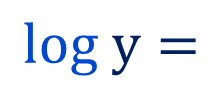 log y =